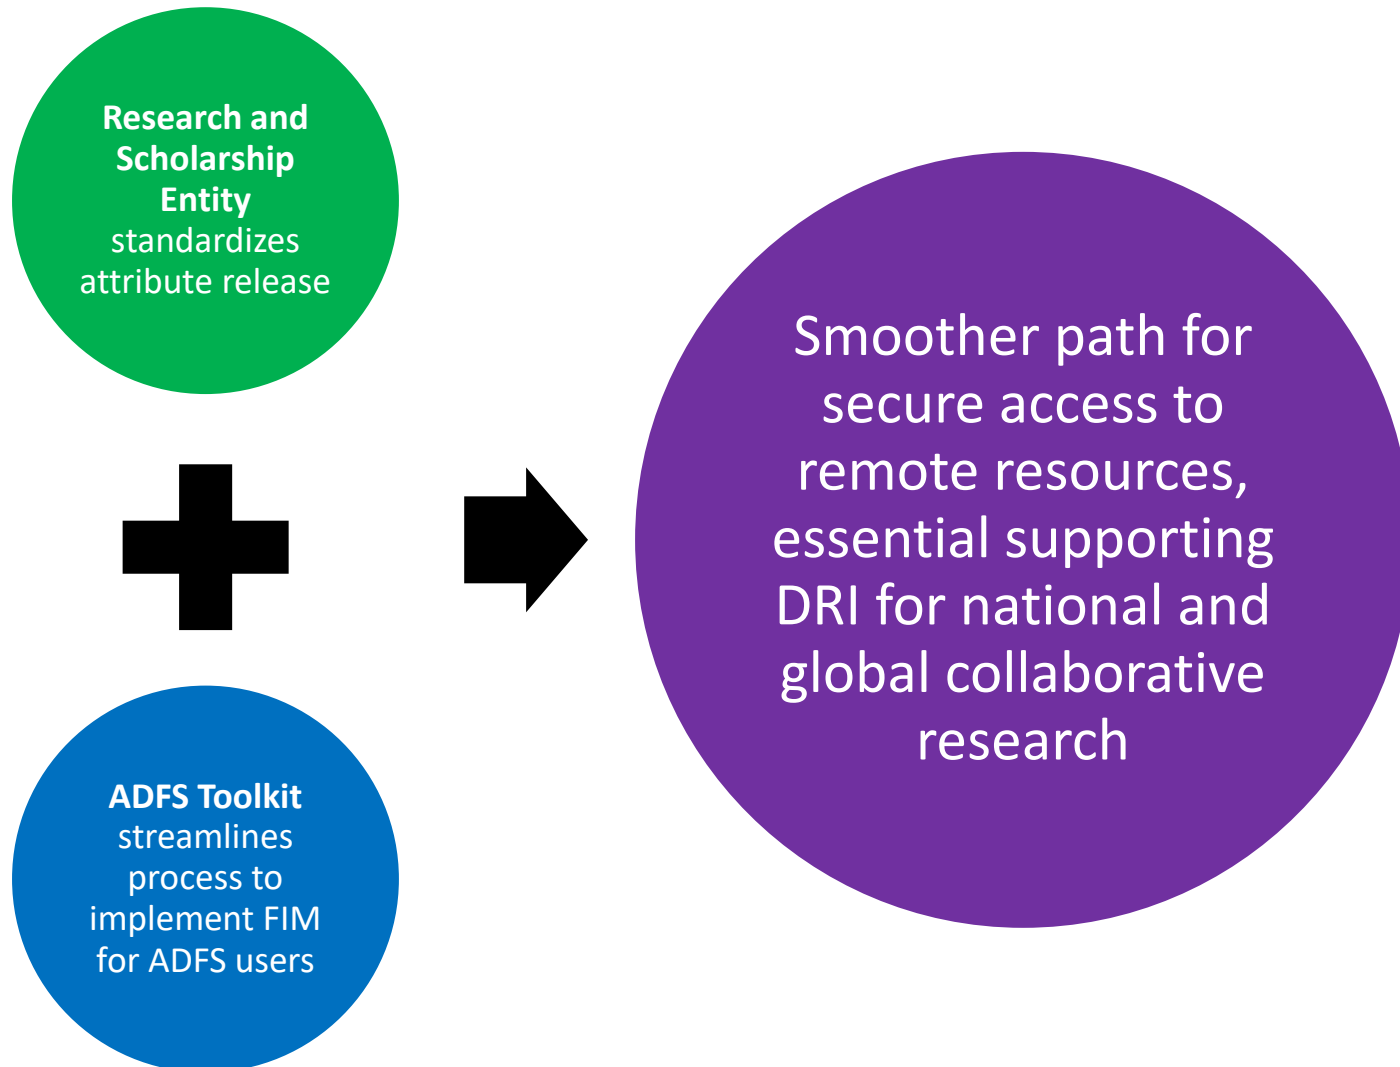 Research and
Scholarship
Entity
standardizes
attribute release
ADFS Toolkit
streamlines
process to
implement FIM
for ADFS users
Smoother path for
secure access to
remote resources,
essential supporting
DRI for national and
global collaborative
research